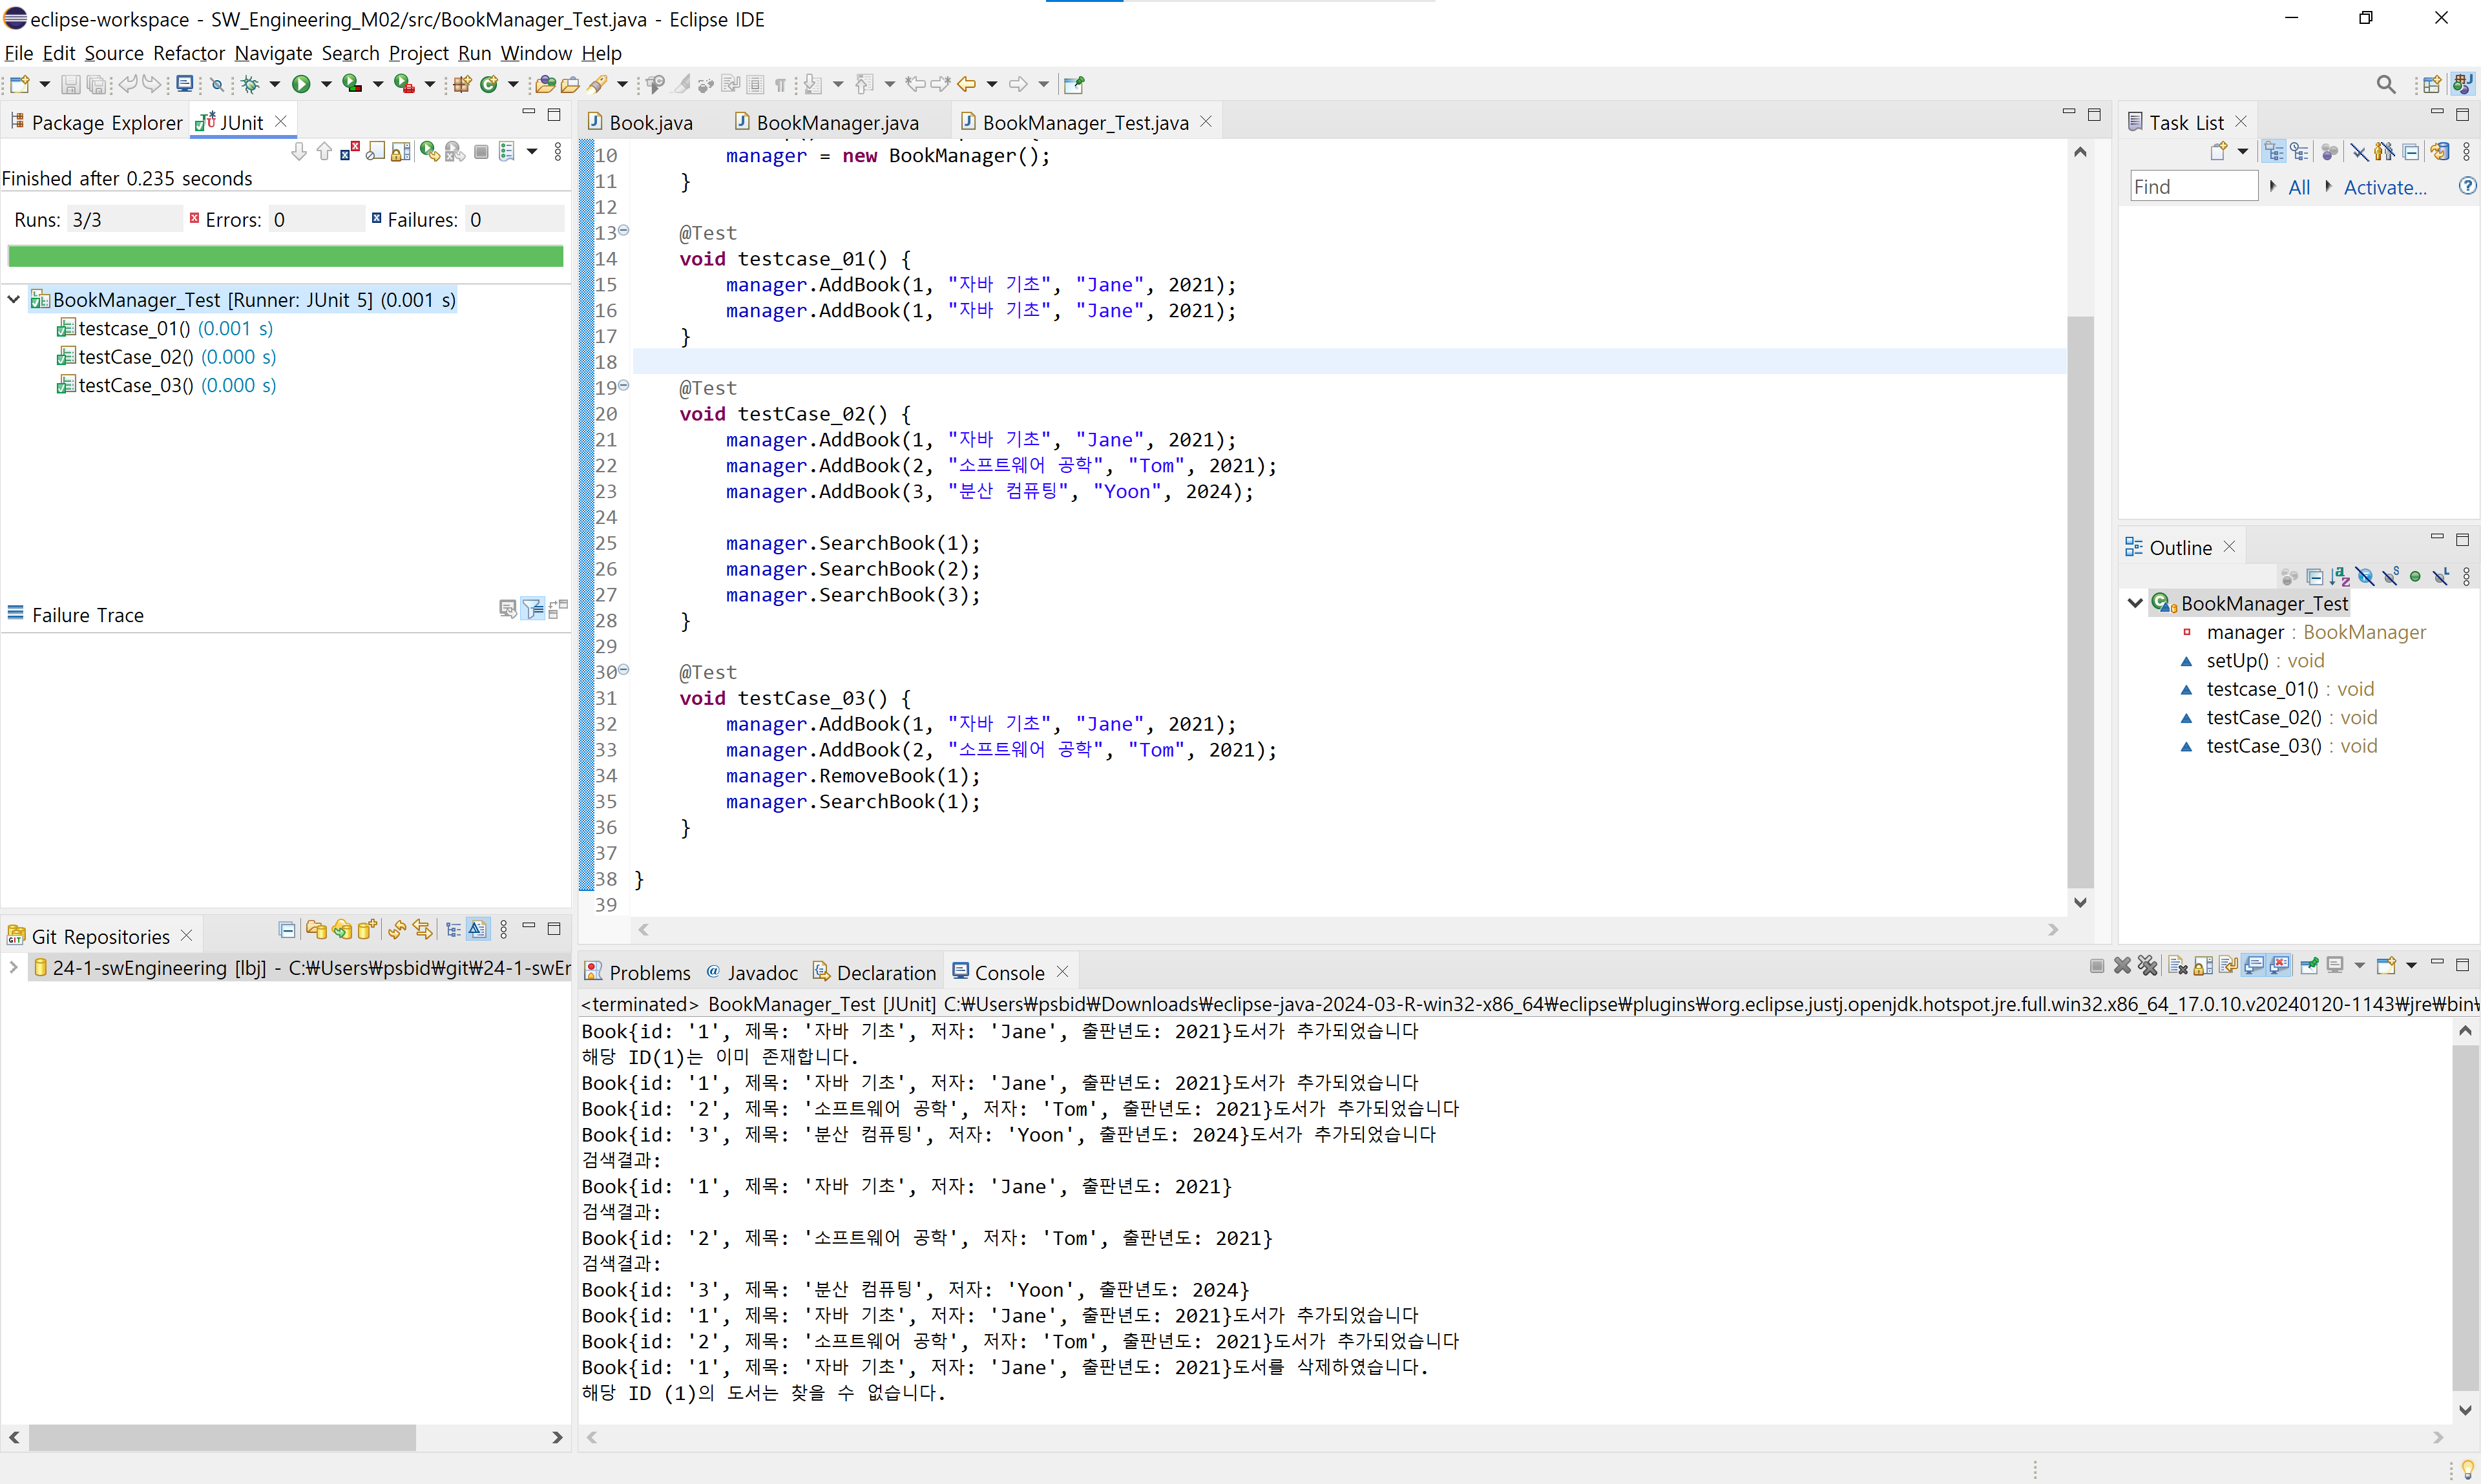 eclipse-workspace - SW_Engineering_M02/src/BookManager_Test.java - Eclipse IDE
File Edit Source Refactor Navigate Search Project Run Window Help
Package Explorer
JUnit
Finished after 0.235 seconds
Runs: 3/3 Errors: 0 Failures: 0
BookManager_Test [Runner: JUnit 5] (0.001 s)
testcase_01() (0.001 s)
testCase_02() (0.000 s)
testCase_03() (0.000 s)
Failure Trace
Git Repositories
24-1-swEngineering [lbj] - C:₩Users₩psbid₩git₩24-1-swEr
Book.java
BookManager.java
BookManager_Test.java
10 manager = new BookManager();
11 }
12
13 @Test
14 void testcase_01() {
15 manager.AddBook(1, "자바 기초", "Jane", 2021);
16 manager.AddBook(1, "자바 기초", "Jane", 2021);
17 }
18
19 @Test
20 void testCase_02() {
21 manager.AddBook(1, "자바 기초", "Jane", 2021);
22 manager.AddBook(2, "소프트웨어 공학", "Tom", 2021);
23 manager.AddBook(3, "분산 컴퓨팅", "Yoon", 2024);
24
25 manager.SearchBook(1);
26 manager.SearchBook(2);
27 manager.SearchBook(3);
28 }
29
30 @Test
31 void testCase_03() {
32 manager.AddBook(1, "자바 기초", "Jane", 2021);
33 manager.AddBook(2, "소프트웨어 공학", "Tom", 2021);
34 manager.RemoveBook(1);
35 manager.SearchBook(1);
36 }
37
38 }
39
Task List
Find
All
Activate...
Outline
BookManager_Test
manager : BookManager
setUp() : void
testcase_01() : void
testCase_02() : void
testCase_03() : void
Problems @ Javadoc Declaration Console
<terminated> BookManager_Test [JUnit] C:₩Users₩psbid₩Downloads₩eclipse-java-2024-03-R-win32-x86_64₩eclipse₩plugins₩org.eclipse.justj.openjdk.hotspot.jre.full.win32.x86_64_17.0.10.v20240120-1143₩jre₩bin₩
Book{id: '1', 제목: '자바 기초', 저자: 'Jane', 출판년도: 2021}도서가 추가되었습니다
해당 ID(1)는 이미 존재합니다.
Book{id: '1', 제목: '자바 기초', 저자: 'Jane', 출판년도: 2021}도서가 추가되었습니다
Book{id: '2', 제목: '소프트웨어 공학', 저자: 'Tom', 출판년도: 2021}도서가 추가되었습니다
Book{id: '3', 제목: '분산 컴퓨팅', 저자: 'Yoon', 출판년도: 2024}도서가 추가되었습니다
검색결과:
Book{id: '1', 제목: '자바 기초', 저자: 'Jane', 출판년도: 2021}
검색결과:
Book{id: '2', 제목: '소프트웨어 공학', 저자: 'Tom', 출판년도: 2021}
검색결과:
Book{id: '3', 제목: '분산 컴퓨팅', 저자: 'Yoon', 출판년도: 2024}
Book{id: '1', 제목: '자바 기초', 저자: 'Jane', 출판년도: 2021}도서가 추가되었습니다
Book{id: '2', 제목: '소프트웨어 공학', 저자: 'Tom', 출판년도: 2021}도서가 추가되었습니다
Book{id: '1', 제목: '자바 기초', 저자: 'Jane', 출판년도: 2021}도서를 삭제하였습니다.
해당 ID (1)의 도서는 찾을 수 없습니다.